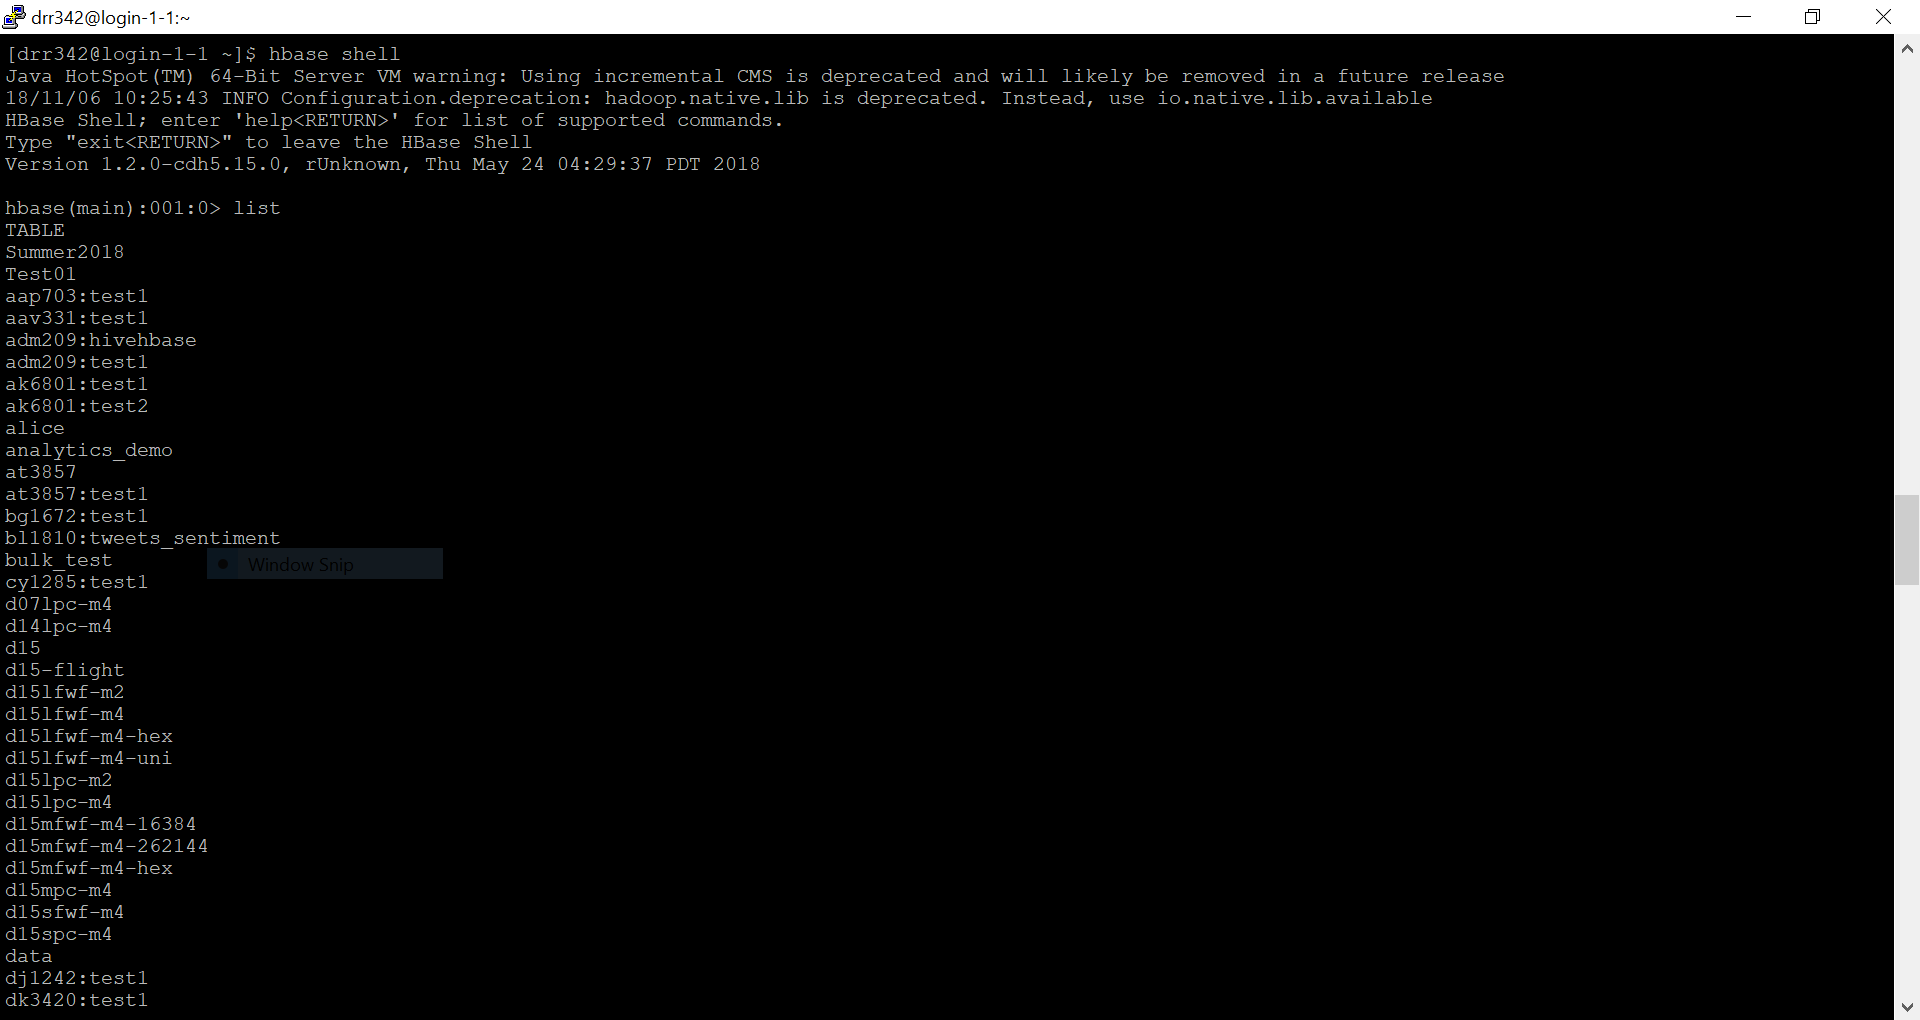 drr342@login-1-1:~
[drr342@login-1-1 ~]$ hbase shell
Java HotSpot(TM) 64-Bit Server VM warning: Using incremental CMS is deprecated and will likely be removed in a future release
18/11/06 10:25:43 INFO Configuration.deprecation: hadoop.native.lib is deprecated. Instead, use io.native.lib.available
HBase Shell; enter 'help<RETURN>' for list of supported commands.
Type "exit<RETURN>" to leave the HBase Shell
Version 1.2.0-cdh5.15.0, rUnknown, Thu May 24 04:29:37 PDT 2018
hbase(main):001:0> list
TABLE
Summer2018
Test01
aap703:test1
aav331:test1
adm209:hivehbase
adm209:test1
ak6801:test1
ak6801:test2
alice
analytics_demo
at3857
at3857:test1
bg1672:test1
bl1810:tweets_sentiment
bulk_test
Window Snip
cy1285:test1
d07lpc-m4
d14lpc-m4
d15
d15-flight
d15lfwf-m2
d15lfwf-m4
d15lfwf-m4-hex
d15lfwf-m4-uni
d15lpc-m2
d15lpc-m4
d15mfwf-m4-16384
d15mfwf-m4-262144
d15mfwf-m4-hex
d15mpc-m4
d15sfwf-m4
d15spc-m4
data
dj1242:test1
dk3420:test1